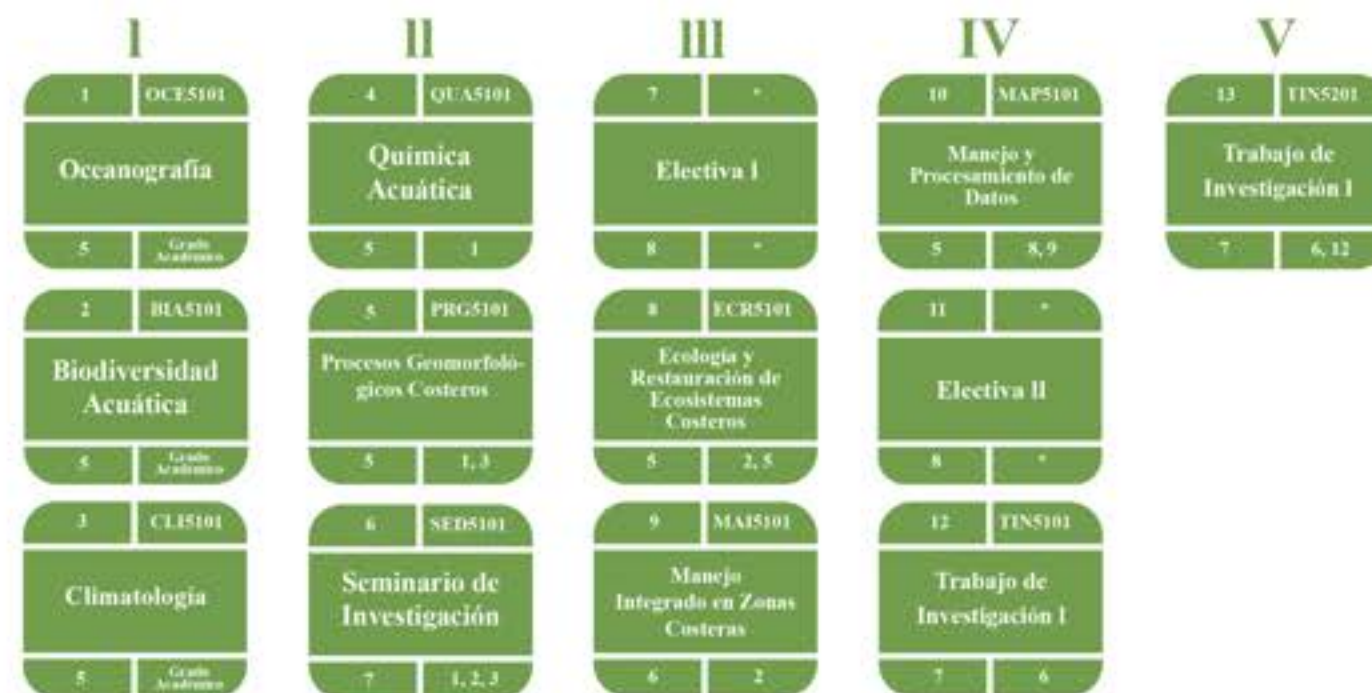 I
II
III
IV
V
1 OCE5101
Oceanografía
5 Grado
Académico
2 BIA5101
Biodiversidad
Acuática
5 Grado
Académico
3 CLI5101
Climatología
5 Grado
Académico
4 QUA5101
Química
Acuática
5 1
5 PRG5101
Procesos Geomorfoló-
gicos Costeros
5 1, 3
6 SED5101
Seminario de
Investigación
7 1, 2, 3
7 *
Electiva I
8 *
8 ECR5101
Ecología y
Restauración de
Ecosistemas
Costeros
5 2, 5
9 MAI5101
Manejo
Integrado en Zonas
Costeras
6 2
10 MAP5101
Manejo y
Procesamiento de
Datos
5 8, 9
11 *
Electiva II
8 *
12 TIN5101
Trabajo de
Investigación I
7 6
13 TIN5201
Trabajo de
Investigación I
7 6, 12